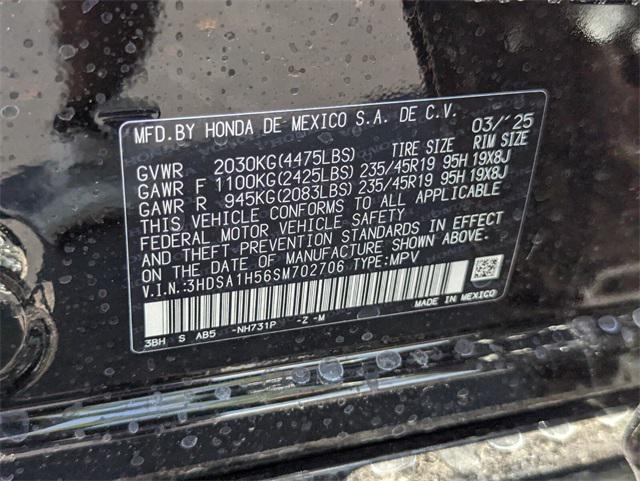 MFD.BY HONDA DE MEXICO S.A. DE C.V. 03/'25
GVWR 2030KG(4475LBS) TIRE SIZE RIM SIZE
GAWR F 1100KG(2425LBS) 235/45R19 95H 19X8J
GAWR R 945KG(2083LBS) 235/45R19 95H 19X8J
THIS VEHICLE CONFORMS TO ALL APPLICABLE
FEDERAL MOTOR VEHICLE SAFETY
AND THEFT PREVENTION STANDARDS IN EFFECT
ON THE DATE OF MANUFACTURE SHOWN ABOVE.
V.I.N.:3HDSA1H56SM702706 TYPE:MPV
MADE IN MEXICO
3BH S AB5 -NH731P -Z -M